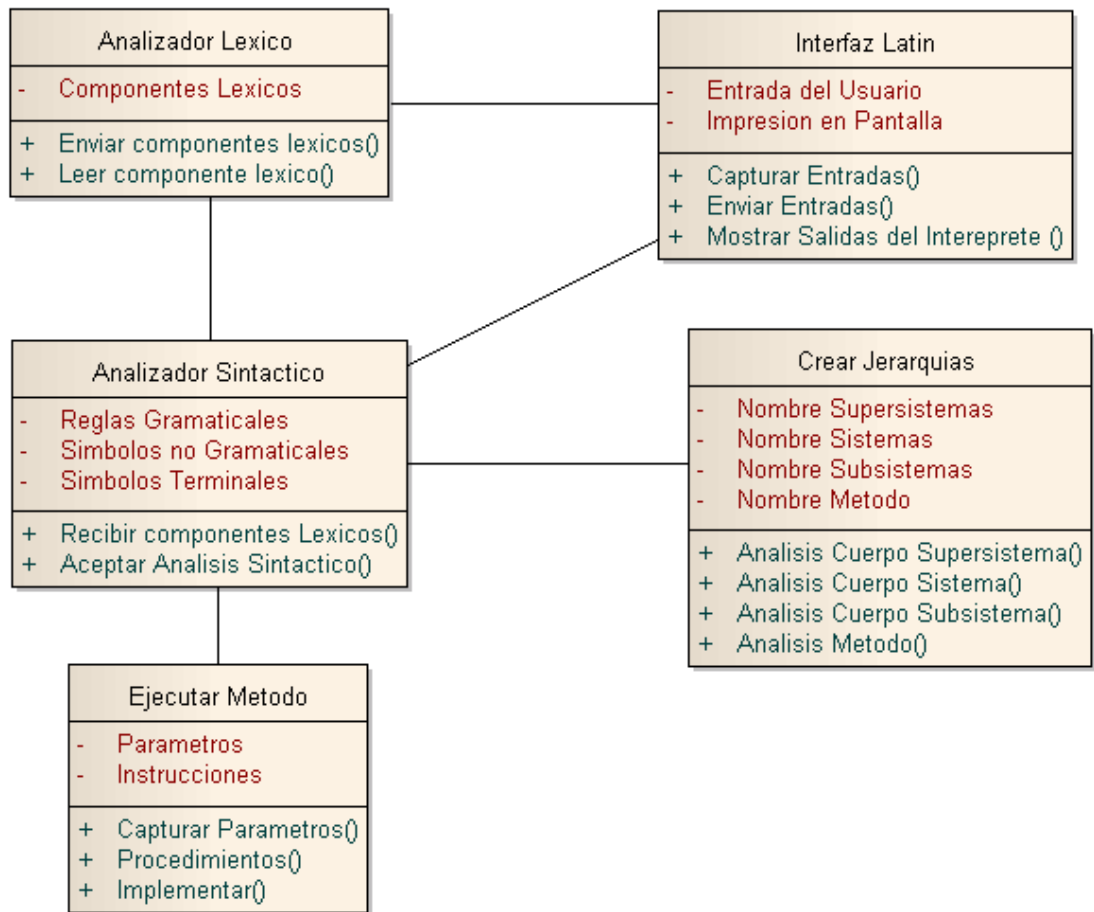 Analizador Lexico
- Componentes Lexicos
+ Enviar componentes lexicos()
+ Leer componente lexico()
Interfaz Latin
- Entrada del Usuario
- Impresion en Pantalla
+ Capturar Entradas()
+ Enviar Entradas()
+ Mostrar Salidas del Intereprete ()
Analizador Sintactico
- Reglas Gramaticales
- Simbolos no Gramaticales
- Simbolos Terminales
+ Recibir componentes Lexicos()
+ Aceptar Analisis Sintactico()
Crear Jerarquias
- Nombre Supersistemas
- Nombre Sistemas
- Nombre Subsistemas
- Nombre Metodo
+ Analisis Cuerpo Supersistema()
+ Analisis Cuerpo Sistema()
+ Analisis Cuerpo Subsistema()
+ Analisis Metodo()
Ejecutar Metodo
- Parametros
- Instrucciones
+ Capturar Parametros()
+ Procedimientos()
+ Implementar()